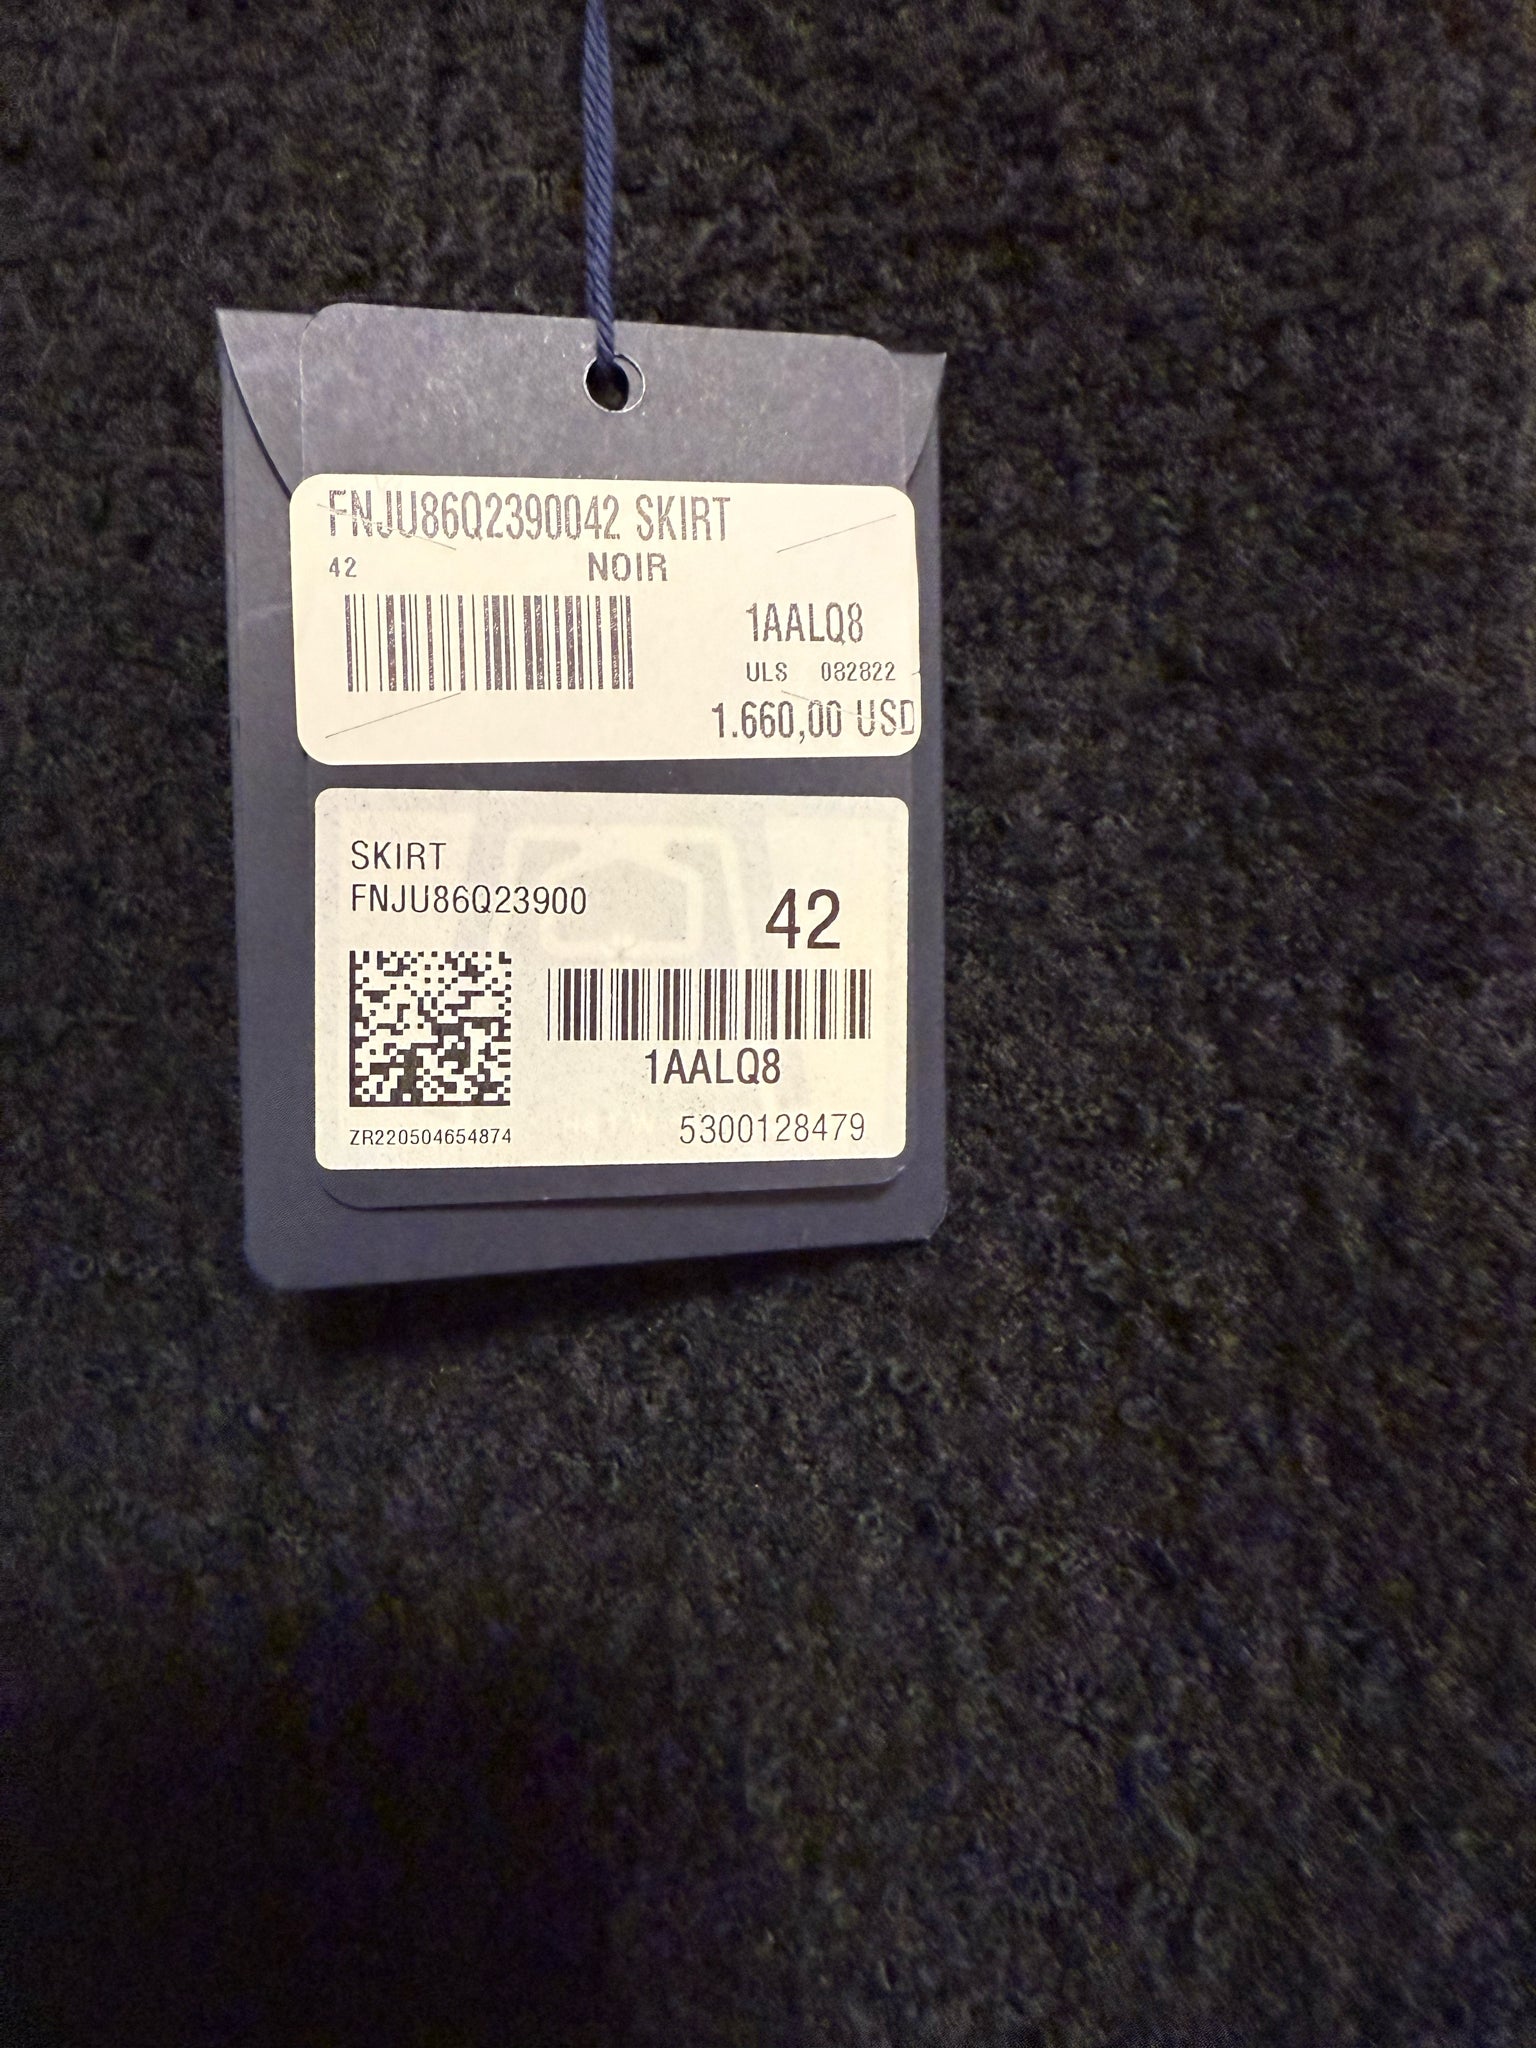 FNJU86Q2390042 SKIRT
42 NOIR
1AALQ8
ULS 082822
1.660,00 USD
SKIRT
FNJU86Q23900
42
1AALQ8
ZR220504654874 5300128479